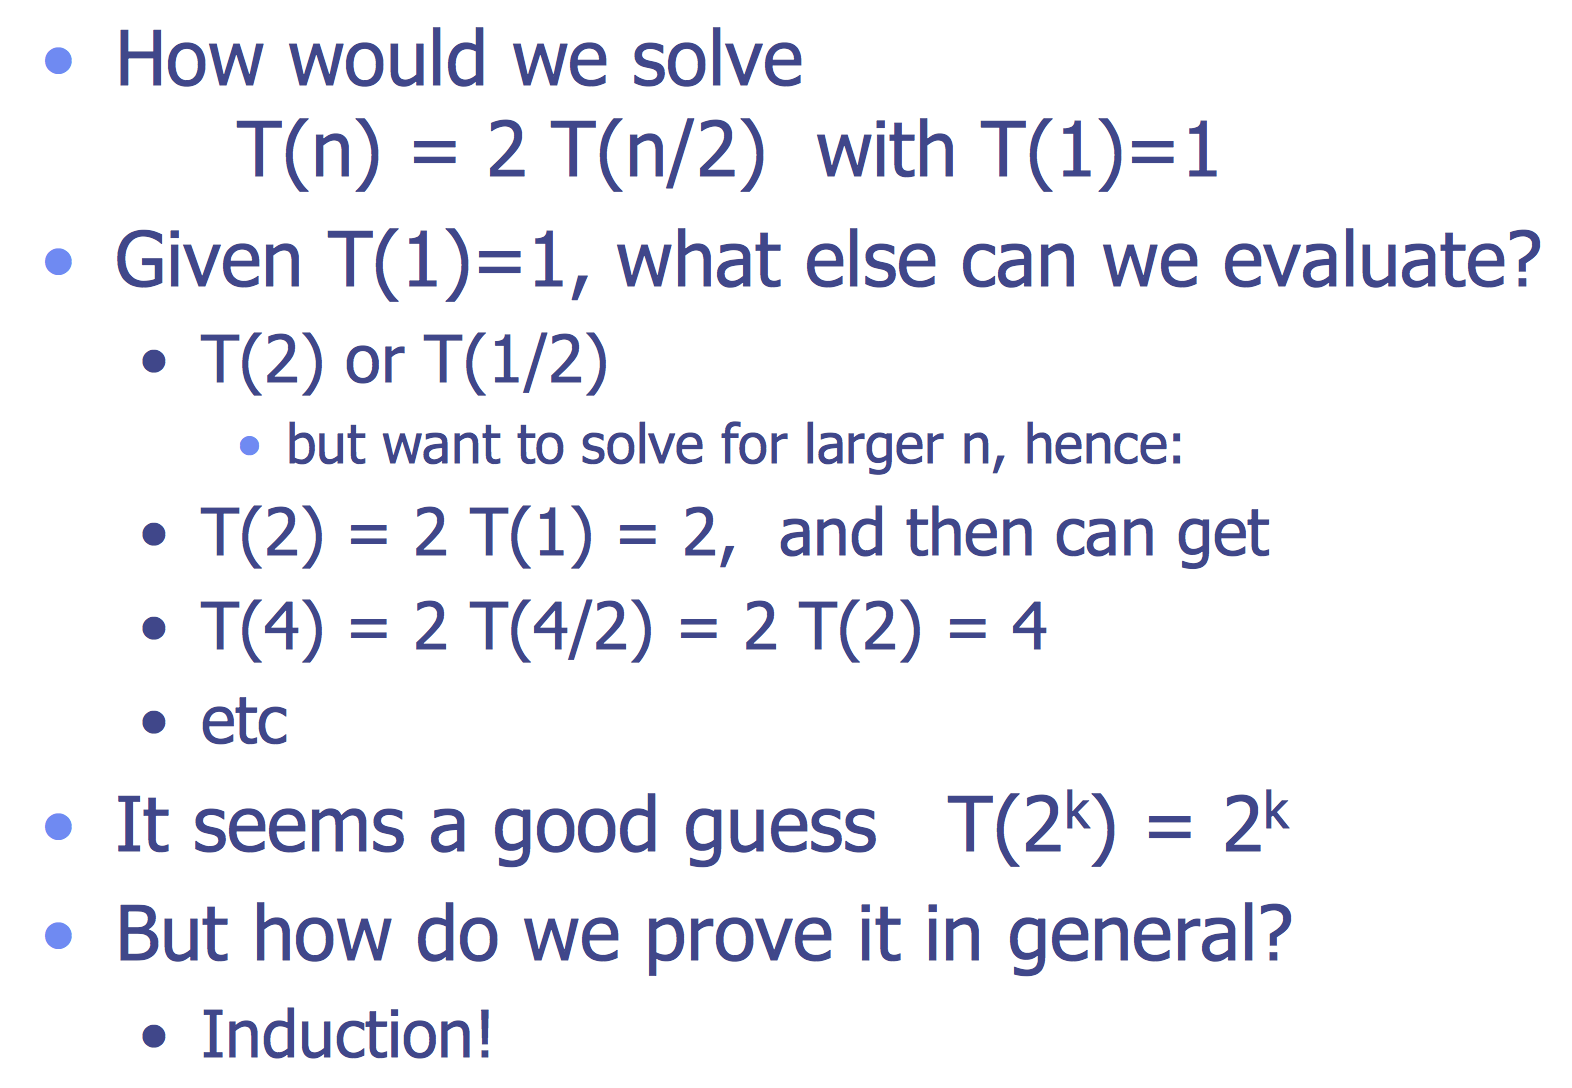 • How would we solve
T(n) = 2 T(n/2) with T(1)=1
• Given T(1)=1, what else can we evaluate?
• T(2) or T(1/2)
• but want to solve for larger n, hence:
• T(2) = 2 T(1) = 2, and then can get
• T(4) = 2 T(4/2) = 2 T(2) = 4
• etc
• It seems a good guess T(2ᵏ) = 2ᵏ
• But how do we prove it in general?
• Induction!